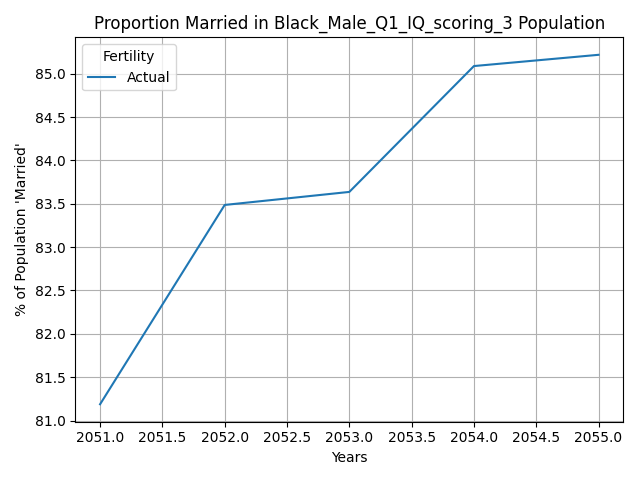 Proportion Married in Black_Male_Q1_IQ_scoring_3 Population
Fertility
Actual
85.0
84.5
84.0
83.5
83.0
82.5
82.0
81.5
81.0
% of Population 'Married'
2051.0 2051.5 2052.0 2052.5 2053.0 2053.5 2054.0 2054.5 2055.0
Years